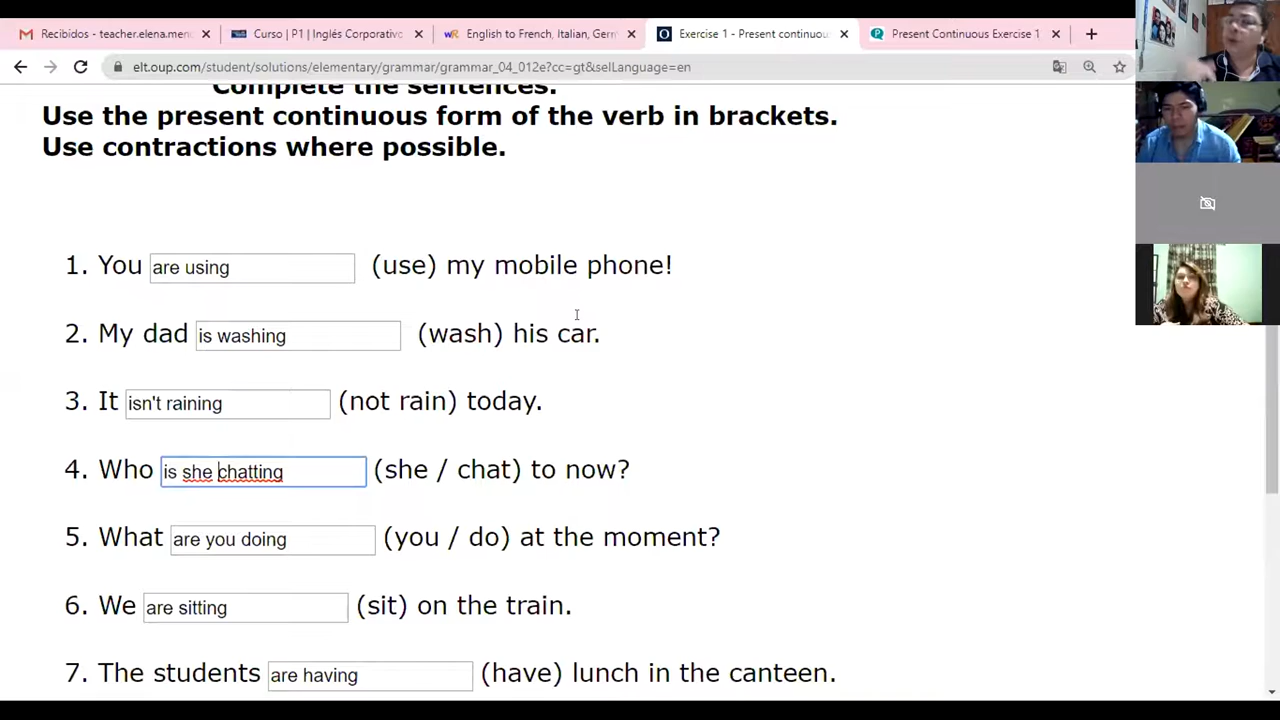 Recibidos - teacher.elena.men
Curso | P1 | Inglés Corporativo
English to French, Italian, Germ
Exercise 1 - Present continuou
Present Continuous Exercise 1
elt.oup.com/student/solutions/elementary/grammar/grammar_04_012e?cc=gt&selLanguage=en
Complete the sentences.
Use the present continuous form of the verb in brackets.
Use contractions where possible.
1. You are using (use) my mobile phone!
2. My dad is washing (wash) his car.
3. It isn't raining (not rain) today.
4. Who is she chatting (she / chat) to now?
5. What are you doing (you / do) at the moment?
6. We are sitting (sit) on the train.
7. The students are having (have) lunch in the canteen.